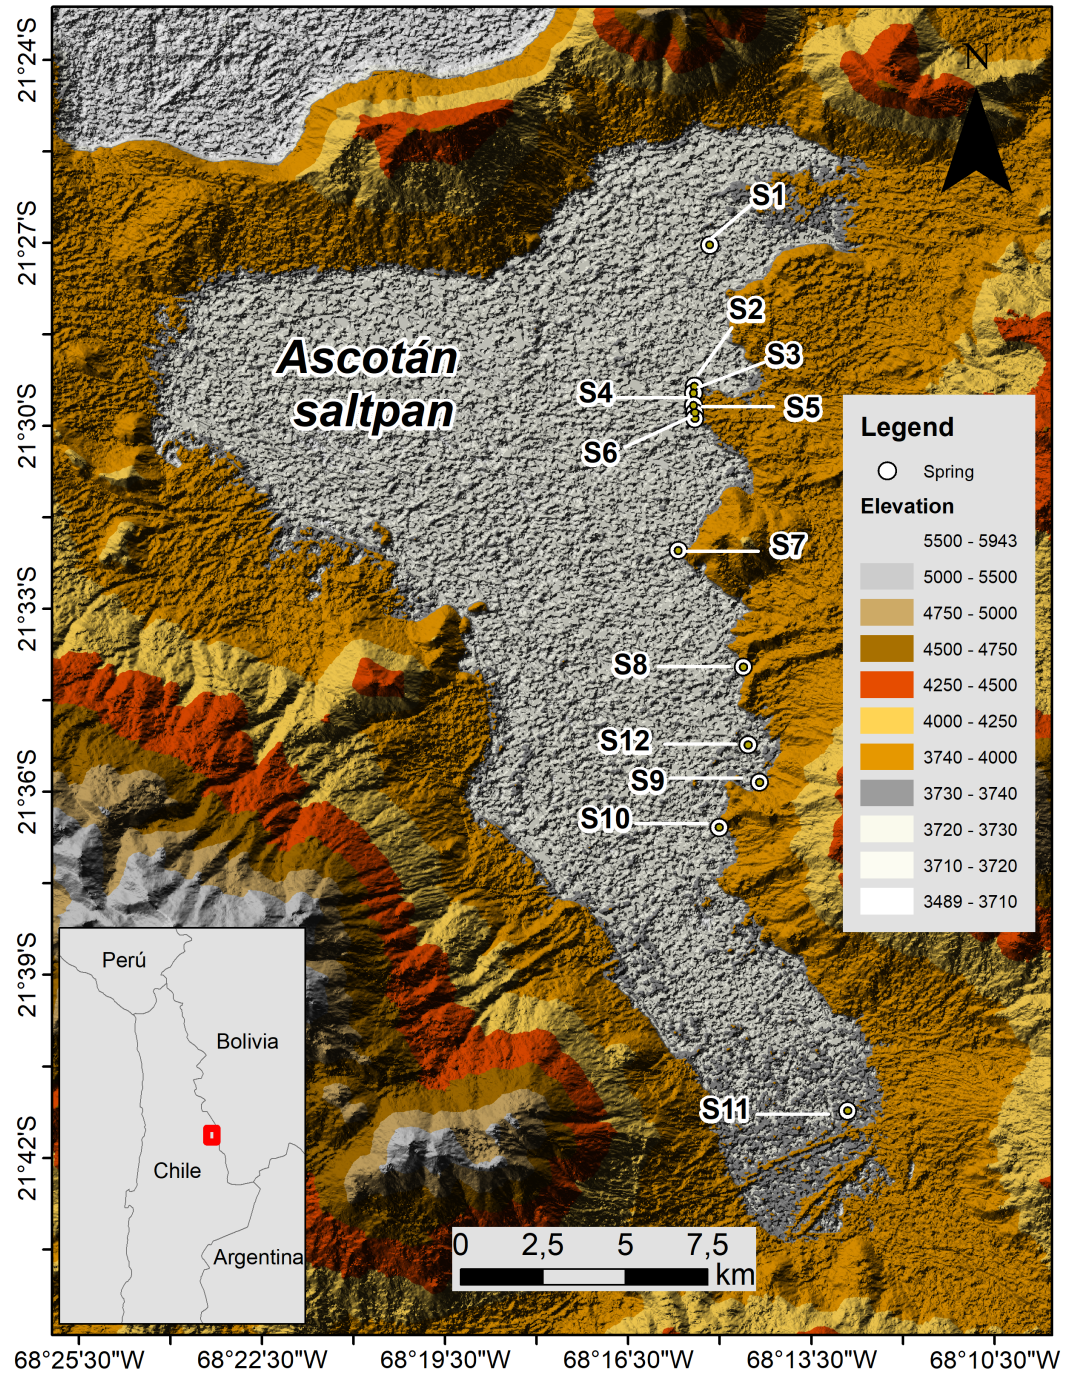 21°24'S
21°27'S
21°30'S
21°33'S
21°36'S
21°39'S
21°42'S
N
S1
S2
S3
S4
S5
S6
S7
S8
S12
S9
S10
S11
Ascotán
saltpan
Legend
Spring
Elevation
5500 - 5943
5000 - 5500
4750 - 5000
4500 - 4750
4250 - 4500
4000 - 4250
3740 - 4000
3730 - 3740
3720 - 3730
3710 - 3720
3489 - 3710
Perú
Bolivia
Chile
Argentina
0 2,5 5 7,5
km
68°25'30"W 68°22'30"W 68°19'30"W 68°16'30"W 68°13'30"W 68°10'30"W